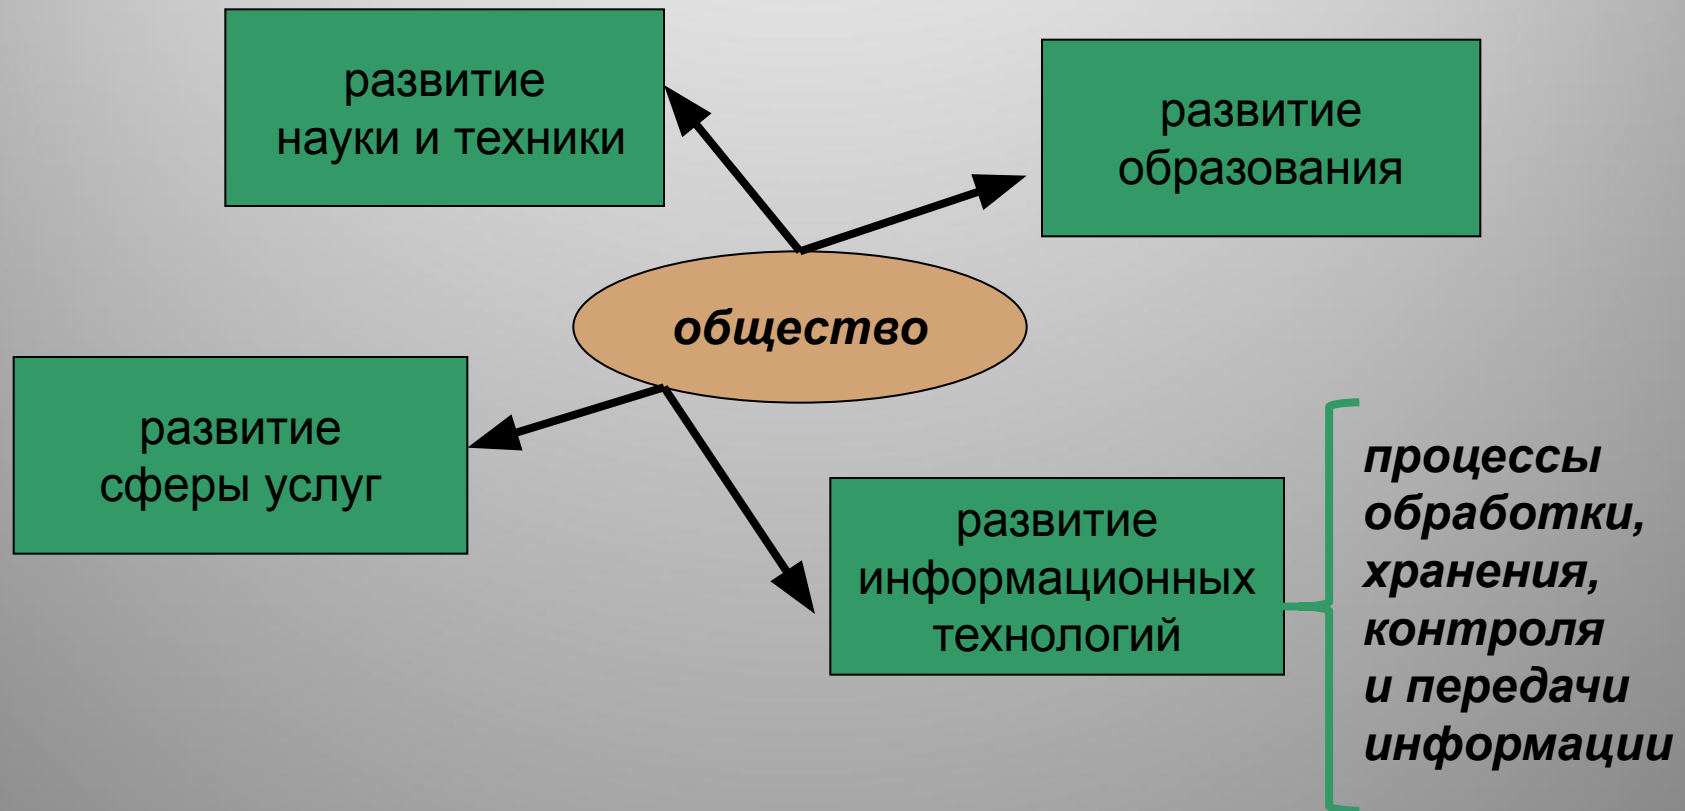 развитие
науки и техники
развитие
образования
общество
развитие
сферы услуг
развитие
информационных
технологий
процессы
обработки,
хранения,
контроля
и передачи
информации